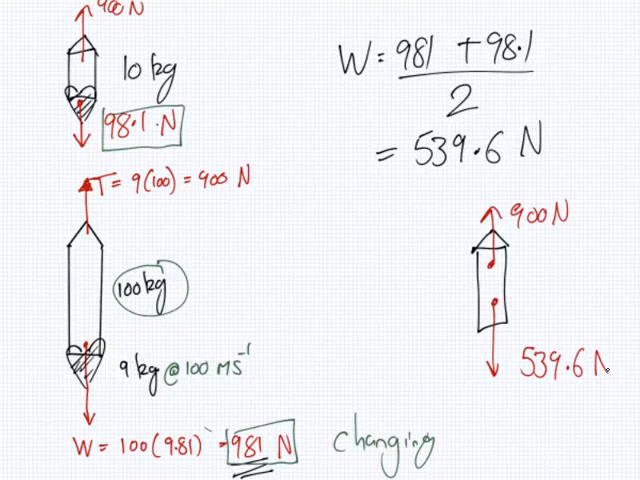 900 N
10 kg
98.1 N
W = 981 + 98.1
2
= 539.6 N
T = 9(100) = 900 N
900 N
100 kg
9 kg @ 100 MS⁻¹
539.6 N
W = 100(9.81) = 981 N
changing